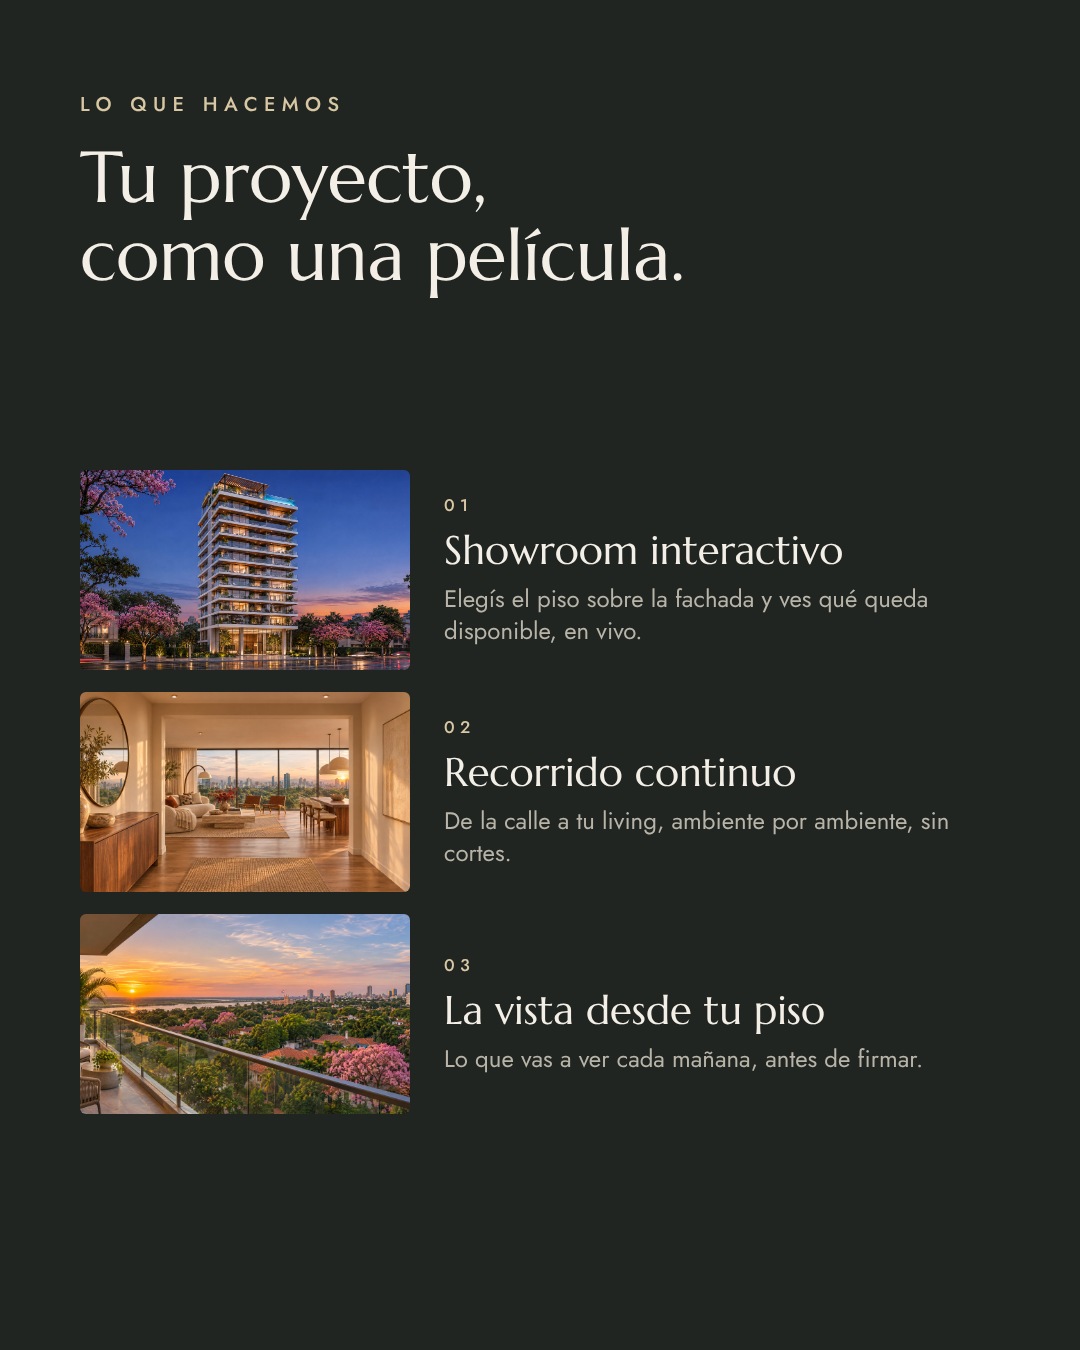 LO QUE HACEMOS
Tu proyecto,
como una película.
01
Showroom interactivo
Elegís el piso sobre la fachada y ves qué queda
disponible, en vivo.
02
Recorrido continuo
De la calle a tu living, ambiente por ambiente, sin
cortes.
03
La vista desde tu piso
Lo que vas a ver cada mañana, antes de firmar.